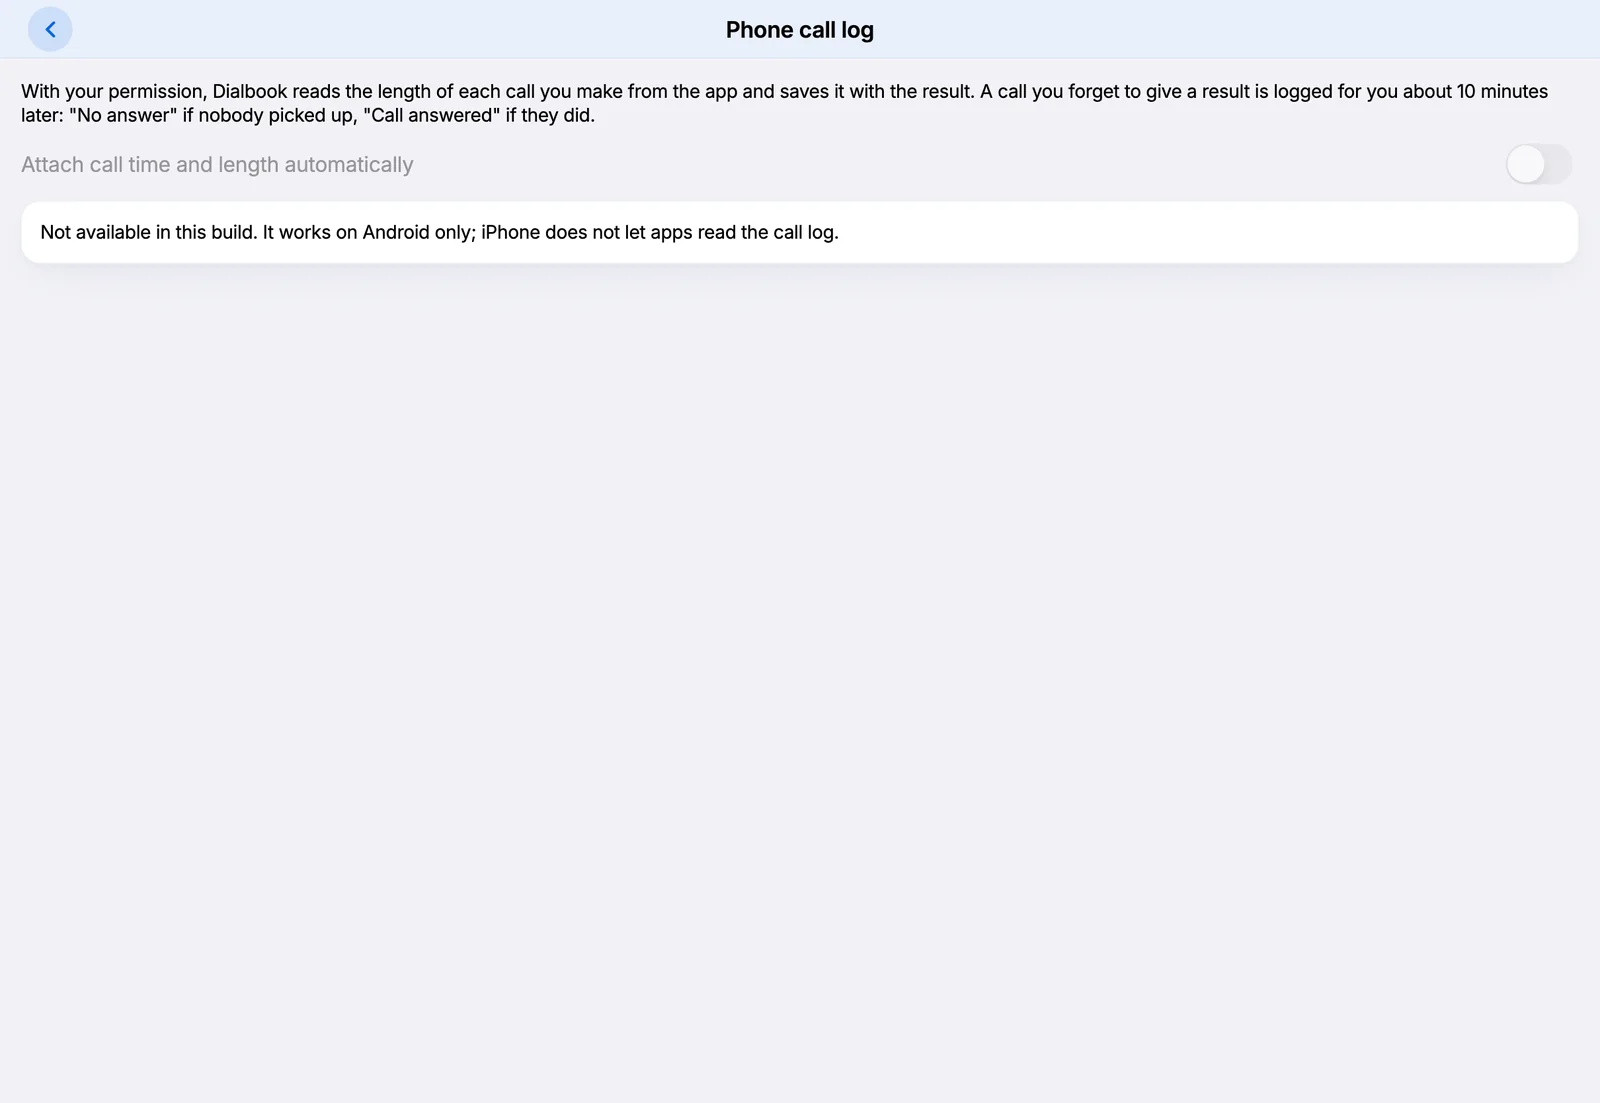 Phone call log
With your permission, Dialbook reads the length of each call you make from the app and saves it with the result. A call you forget to give a result is logged for you about 10 minutes
later: "No answer" if nobody picked up, "Call answered" if they did.
Attach call time and length automatically
Not available in this build. It works on Android only; iPhone does not let apps read the call log.